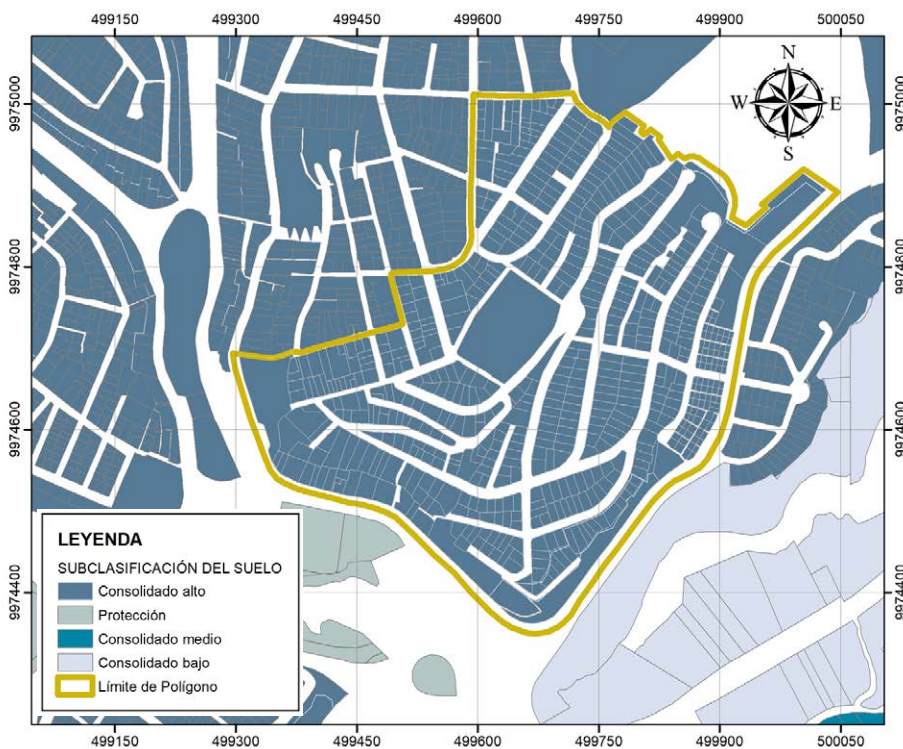 499150 499300 499450 499600 499750 499900 500050
9975000 9975000
N
W E
S
9974800 9974800
9974600 9974600
9974400 9974400
LEYENDA
SUBCLASIFICACIÓN DEL SUELO
Consolidado alto
Protección
Consolidado medio
Consolidado bajo
Límite de Polígono
499150 499300 499450 499600 499750 499900 500050